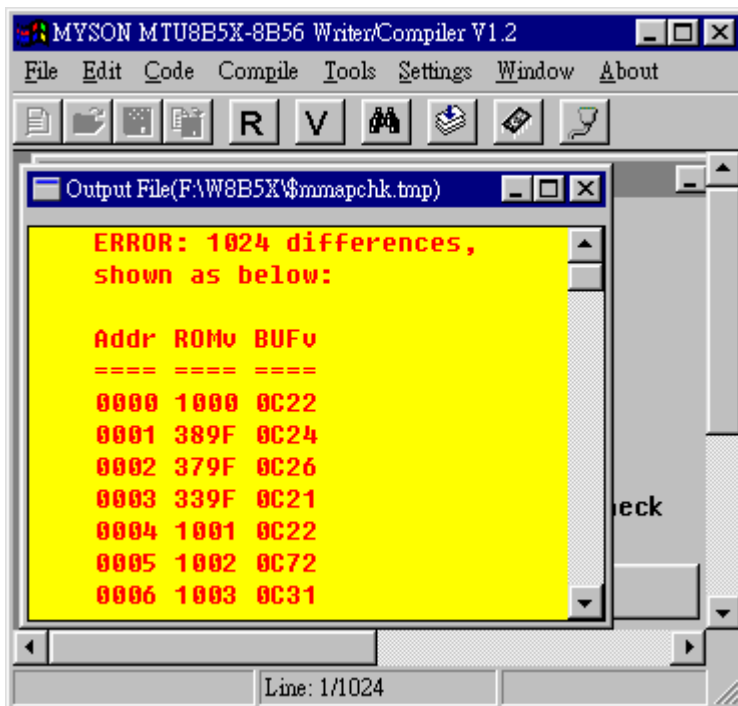 MYSON MTU8B5X-8B56 Writer/Compiler V1.2
File Edit Code Compile Tools Settings Window About
R V
Output File(F:\W8B5X\$mmapchk.tmp)
ERROR: 1024 differences,
shown as below:
Addr ROMv BUFv
==== ==== ====
0000 1000 0C22
0001 389F 0C24
0002 379F 0C26
0003 339F 0C21
0004 1001 0C22
0005 1002 0C72
0006 1003 0C31
Line: 1/1024